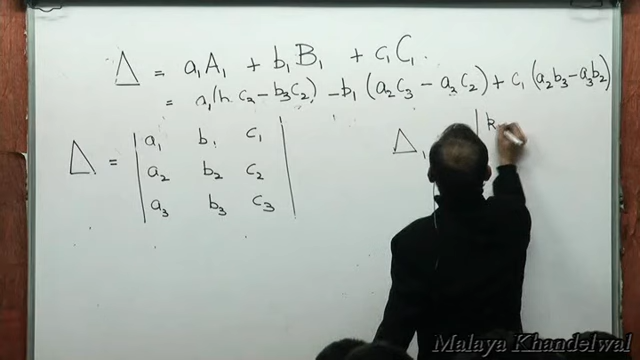 Δ = a₁A₁ + b₁B₁ + c₁C₁.
= a₁(b₂c₃ - b₃c₂) - b₁(a₂c₃ - a₃c₂) + c₁(a₂b₃ - a₃b₂)
Δ = | a₁ b₁ c₁ |
| a₂ b₂ c₂ |
| a₃ b₃ c₃ |
Δ₁ | k
Malaya Khandelwal